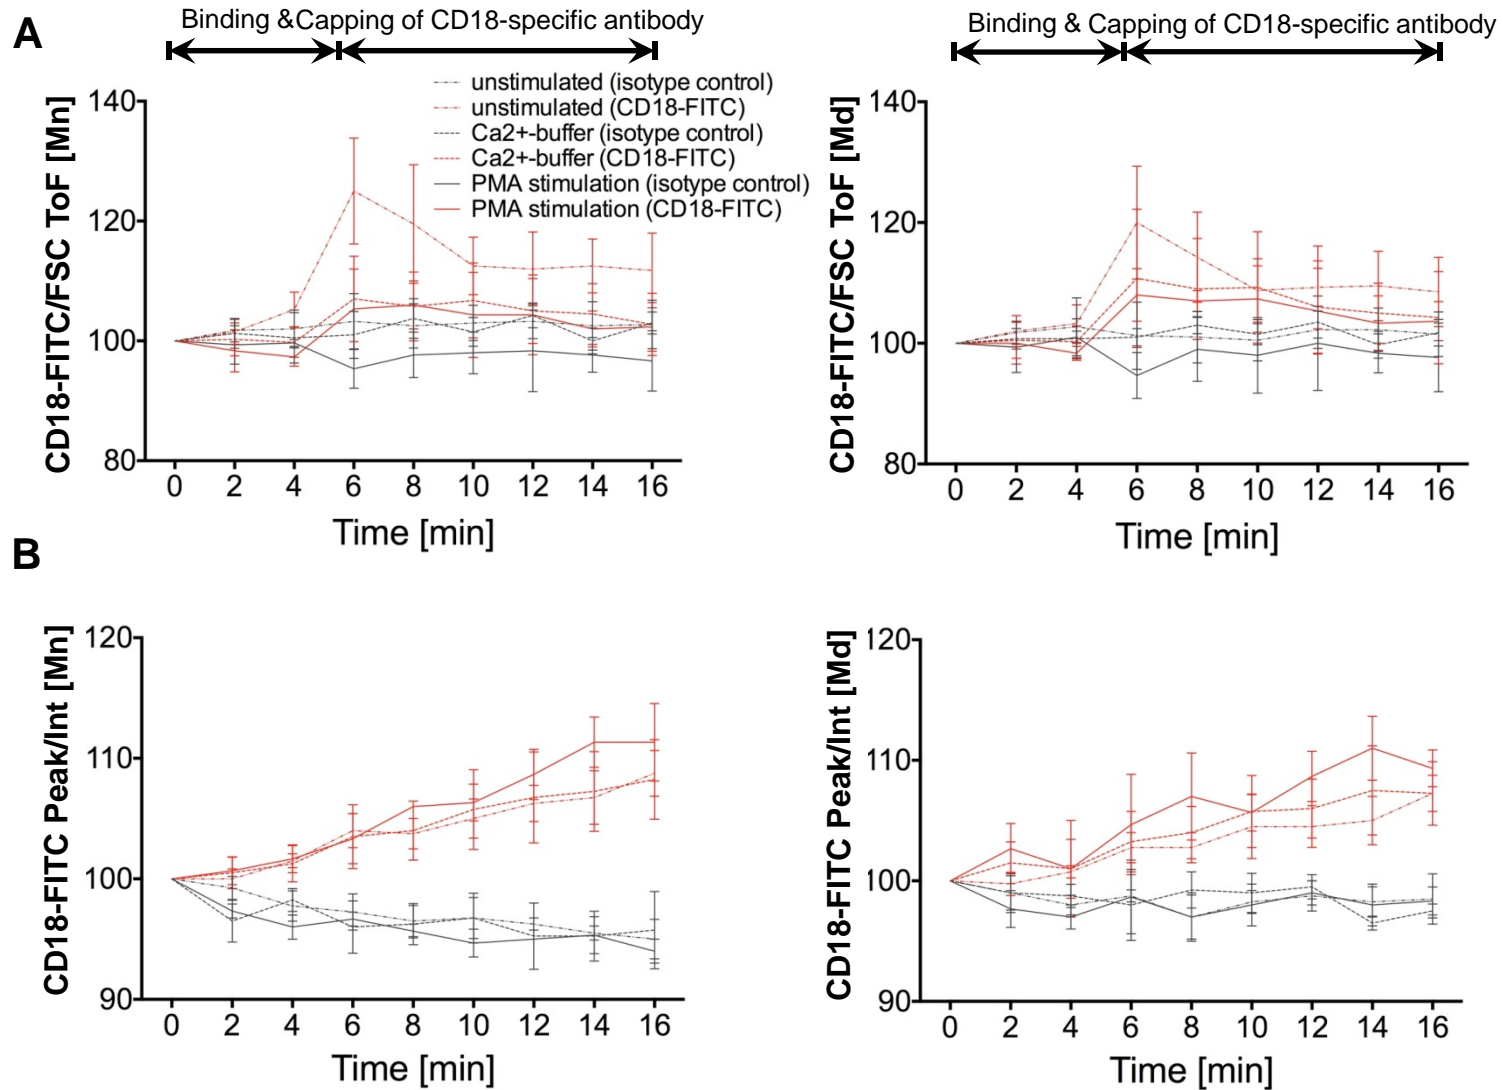 A
Binding &Capping of CD18-specific antibody
Binding & Capping of CD18-specific antibody
CD18-FITC/FSC ToF [Mn]
140
120
100
80
unstimulated (isotype control)
unstimulated (CD18-FITC)
Ca2+-buffer (isotype control)
Ca2+-buffer (CD18-FITC)
PMA stimulation (isotype control)
PMA stimulation (CD18-FITC)
0 2 4 6 8 10 12 14 16
Time [min]
CD18-FITC/FSC ToF [Md]
140
120
100
80
0 2 4 6 8 10 12 14 16
Time [min]
B
CD18-FITC Peak/Int [Mn]
120
110
100
90
0 2 4 6 8 10 12 14 16
Time [min]
CD18-FITC Peak/Int [Md]
120
110
100
90
0 2 4 6 8 10 12 14 16
Time [min]